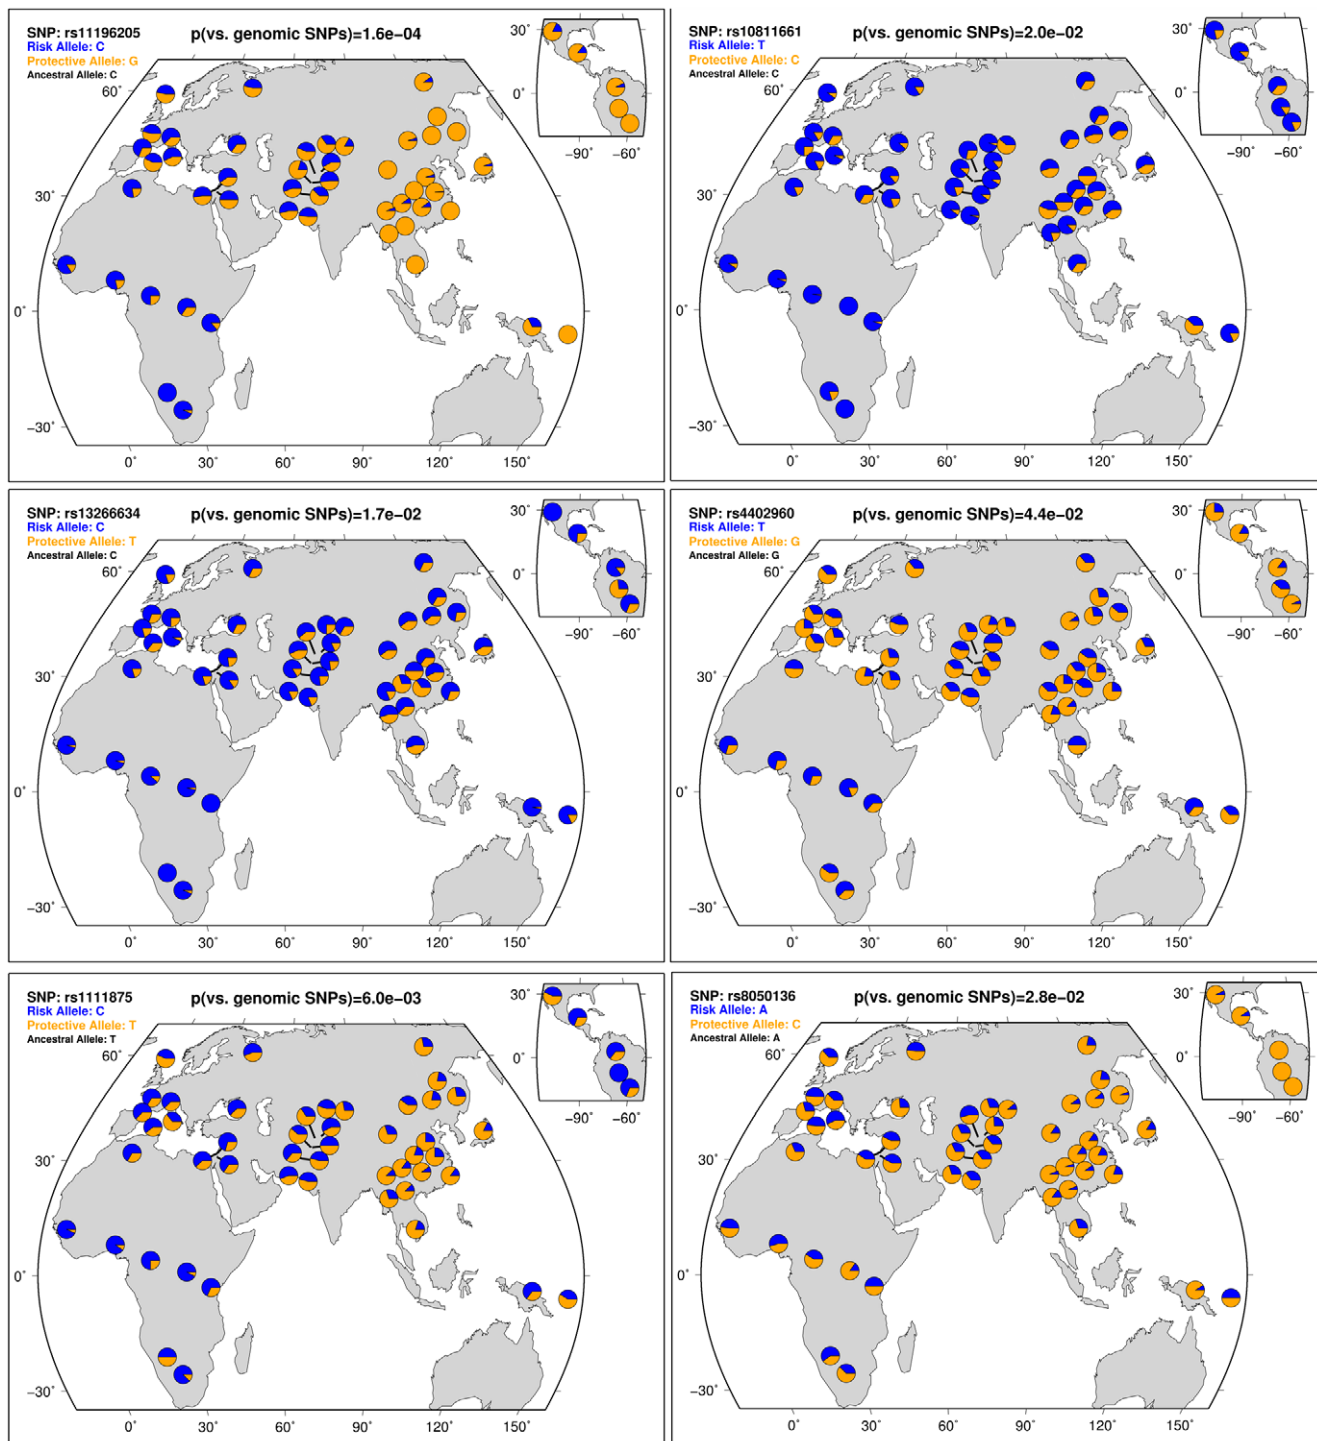 SNP: rs11196205
Risk Allele: C
Protective Allele: G
Ancestral Allele: C
p(vs. genomic SNPs)=1.6e-04
30˚
0˚
−90˚ −60˚
60˚
30˚
0˚
−30˚
0˚ 30˚ 60˚ 90˚ 120˚ 150˚
SNP: rs10811661
Risk Allele: T
Protective Allele: C
Ancestral Allele: C
p(vs. genomic SNPs)=2.0e-02
30˚
0˚
−90˚ −60˚
60˚
30˚
0˚
−30˚
0˚ 30˚ 60˚ 90˚ 120˚ 150˚
SNP: rs13266634
Risk Allele: C
Protective Allele: T
Ancestral Allele: C
p(vs. genomic SNPs)=1.7e-02
30˚
0˚
−90˚ −60˚
60˚
30˚
0˚
−30˚
0˚ 30˚ 60˚ 90˚ 120˚ 150˚
SNP: rs4402960
Risk Allele: T
Protective Allele: G
Ancestral Allele: G
p(vs. genomic SNPs)=4.4e-02
30˚
0˚
−90˚ −60˚
60˚
30˚
0˚
−30˚
0˚ 30˚ 60˚ 90˚ 120˚ 150˚
SNP: rs1111875
Risk Allele: C
Protective Allele: T
Ancestral Allele: T
p(vs. genomic SNPs)=6.0e-03
30˚
0˚
−90˚ −60˚
60˚
30˚
0˚
−30˚
0˚ 30˚ 60˚ 90˚ 120˚ 150˚
SNP: rs8050136
Risk Allele: A
Protective Allele: C
Ancestral Allele: A
p(vs. genomic SNPs)=2.8e-02
30˚
0˚
−90˚ −60˚
60˚
30˚
0˚
−30˚
0˚ 30˚ 60˚ 90˚ 120˚ 150˚